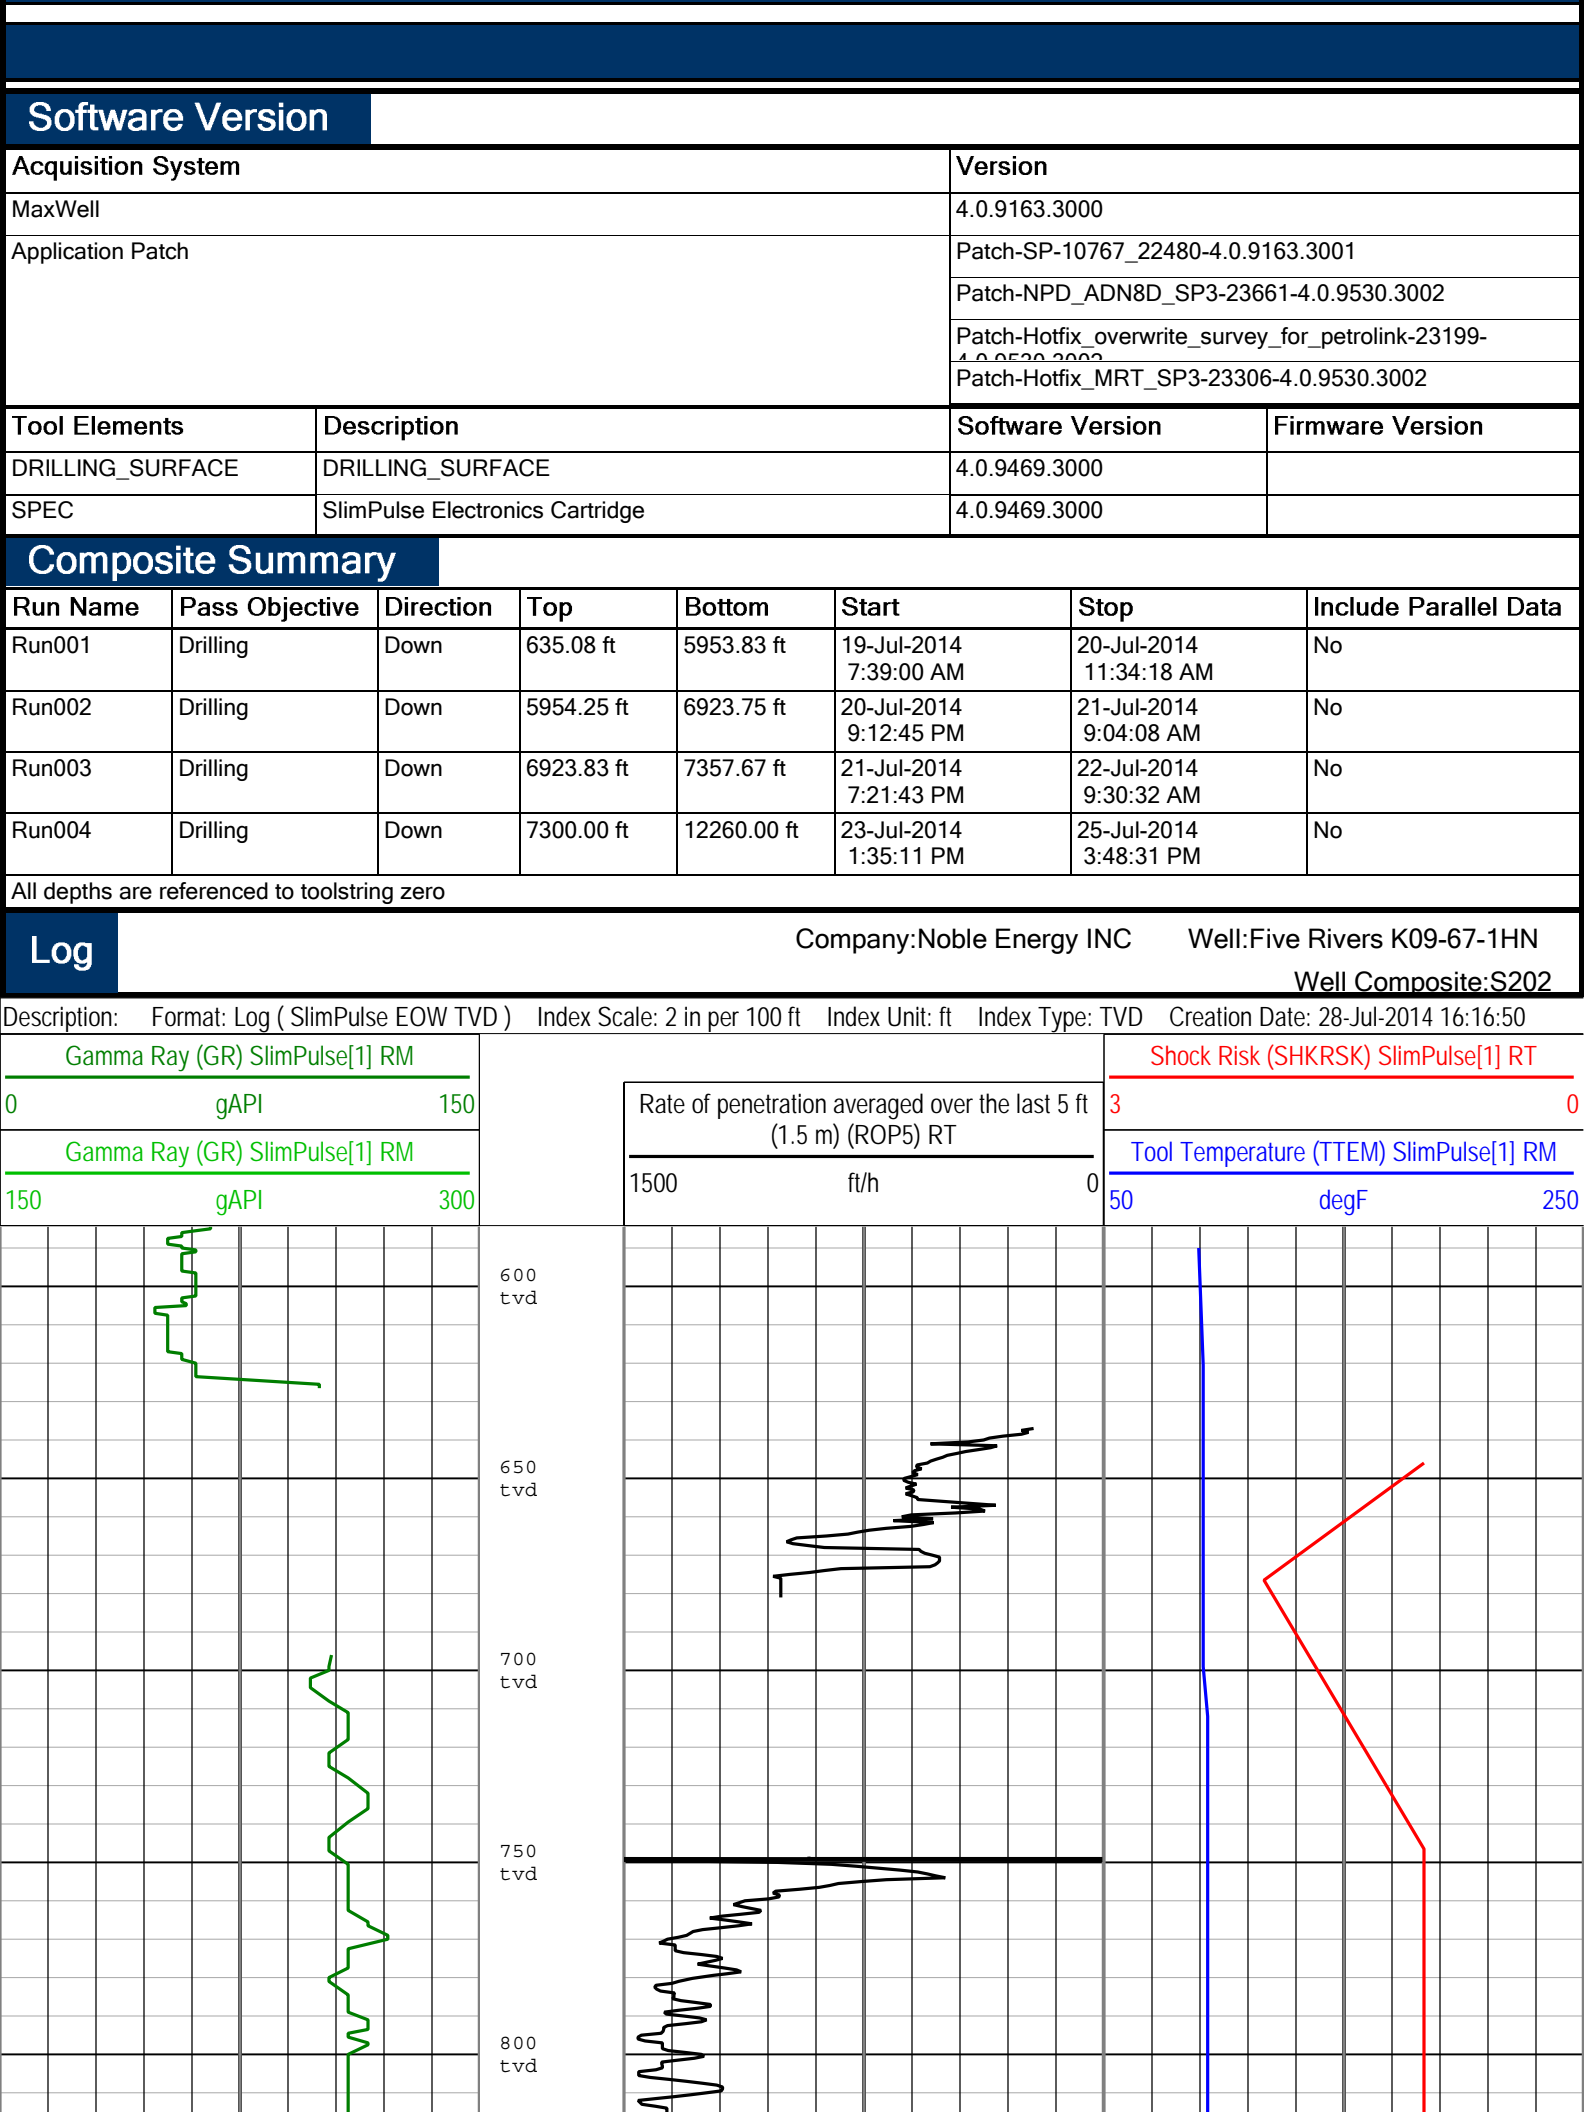 Software Version
Acquisition System Version
MaxWell 4.0.9163.3000
Application Patch Patch-SP-10767_22480-4.0.9163.3001
Patch-NPD_ADN8D_SP3-23661-4.0.9530.3002
Patch-Hotfix_overwrite_survey_for_petrolink-23199-
4.0.9530.3002
Patch-Hotfix_MRT_SP3-23306-4.0.9530.3002
Tool Elements Description Software Version Firmware Version
DRILLING_SURFACE DRILLING_SURFACE 4.0.9469.3000
SPEC SlimPulse Electronics Cartridge 4.0.9469.3000
Composite Summary
Run Name Pass Objective Direction Top Bottom Start Stop Include Parallel Data
Run001 Drilling Down 635.08 ft 5953.83 ft 19-Jul-2014 20-Jul-2014 No
7:39:00 AM 11:34:18 AM
Run002 Drilling Down 5954.25 ft 6923.75 ft 20-Jul-2014 21-Jul-2014 No
9:12:45 PM 9:04:08 AM
Run003 Drilling Down 6923.83 ft 7357.67 ft 21-Jul-2014 22-Jul-2014 No
7:21:43 PM 9:30:32 AM
Run004 Drilling Down 7300.00 ft 12260.00 ft 23-Jul-2014 25-Jul-2014 No
1:35:11 PM 3:48:31 PM
All depths are referenced to toolstring zero
Log Company:Noble Energy INC Well:Five Rivers K09-67-1HN
Well Composite:S202
Description: Format: Log ( SlimPulse EOW TVD ) Index Scale: 2 in per 100 ft Index Unit: ft Index Type: TVD Creation Date: 28-Jul-2014 16:16:50
Gamma Ray (GR) SlimPulse[1] RM
0 gAPI 150
Gamma Ray (GR) SlimPulse[1] RM
150 gAPI 300
Rate of penetration averaged over the last 5 ft
(1.5 m) (ROP5) RT
1500 ft/h 0
Shock Risk (SHKRSK) SlimPulse[1] RT
3 0
Tool Temperature (TTEM) SlimPulse[1] RM
50 degF 250
600
tvd
650
tvd
700
tvd
750
tvd
800
tvd